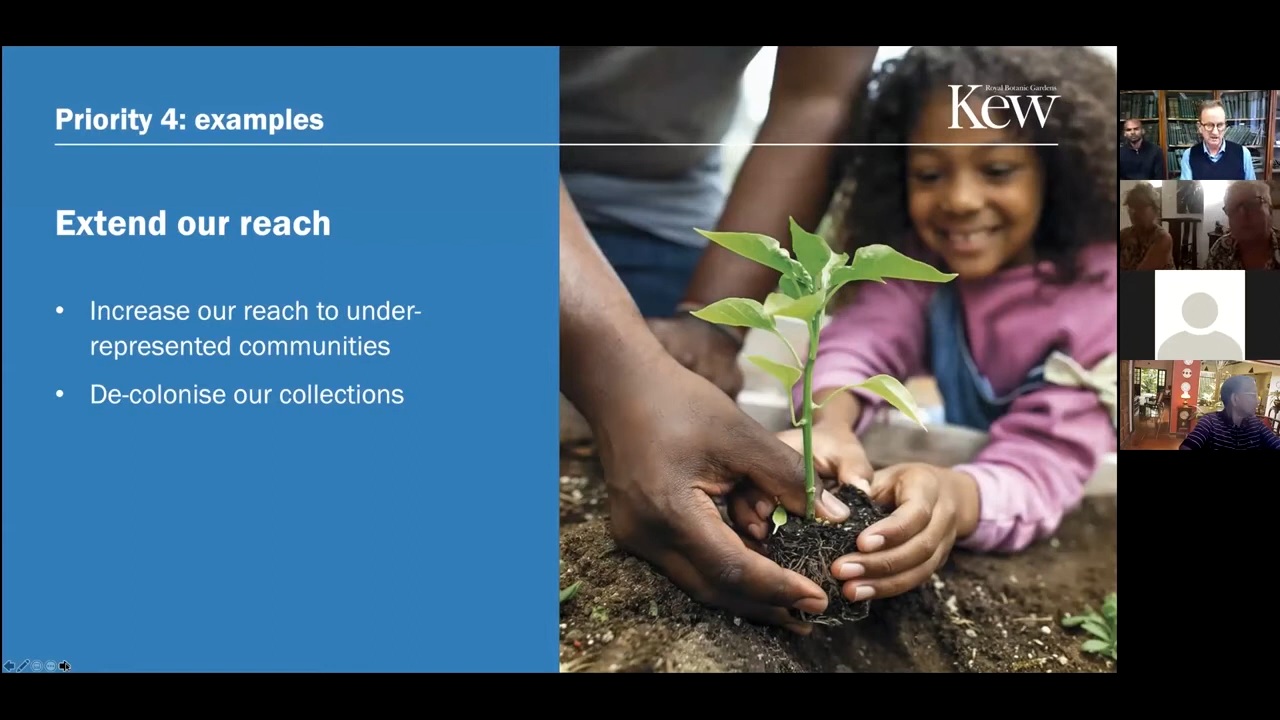 Priority 4: examples
Royal Botanic Gardens
Kew
Extend our reach
• Increase our reach to under-
represented communities
• De-colonise our collections